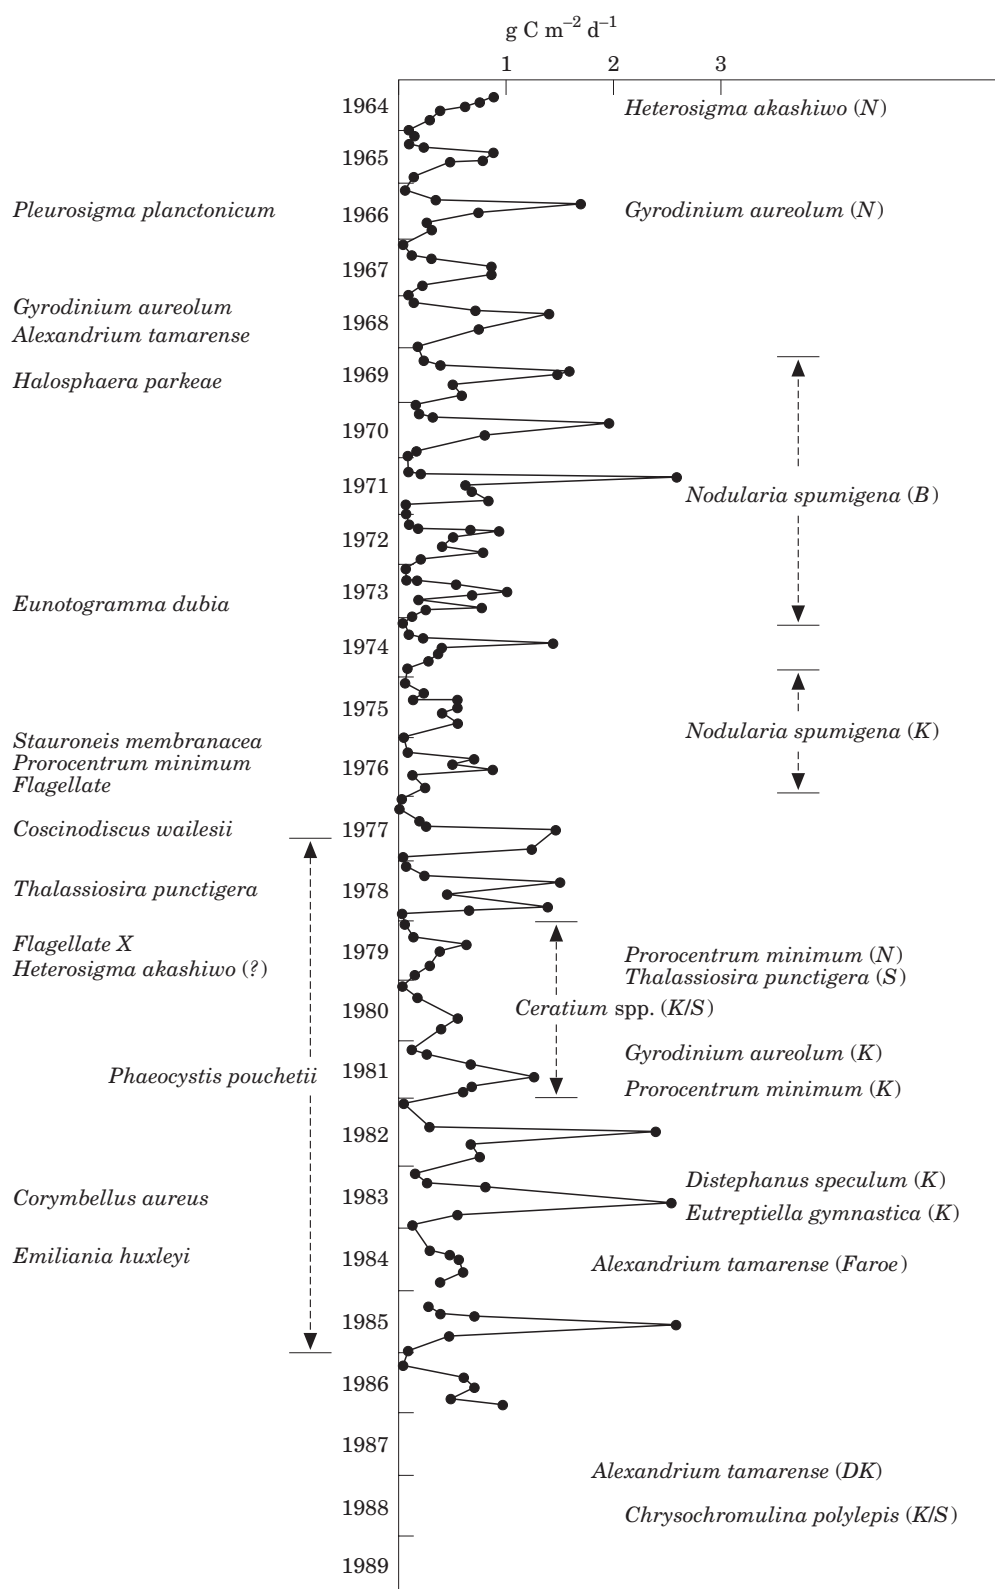 g C m⁻² d⁻¹
1 2 3
1964 Heterosigma akashiwo (N)
1965
Pleurosigma planctonicum 1966 Gyrodinium aureolum (N)
1967
Gyrodinium aureolum
1968
Alexandrium tamarense
1969
Halosphaera parkeae
1970
1971
Nodularia spumigena (B)
1972
1973
Eunotogramma dubia
1974
1975
Nodularia spumigena (K)
Stauroneis membranacea
Prorocentrum minimum 1976
Flagellate
Coscinodiscus wailesii 1977
Thalassiosira punctigera 1978
Flagellate X
1979 Prorocentrum minimum (N)
Heterosigma akashiwo (?)
Thalassiosira punctigera (S)
1980 Ceratium spp. (K/S)
Gyrodinium aureolum (K)
Phaeocystis pouchetii 1981
Prorocentrum minimum (K)
1982
Distephanus speculum (K)
Corymbellus aureus 1983
Eutreptiella gymnastica (K)
Emiliania huxleyi 1984 Alexandrium tamarense (Faroe)
1985
1986
1987
Alexandrium tamarense (DK)
1988 Chrysochromulina polylepis (K/S)
1989